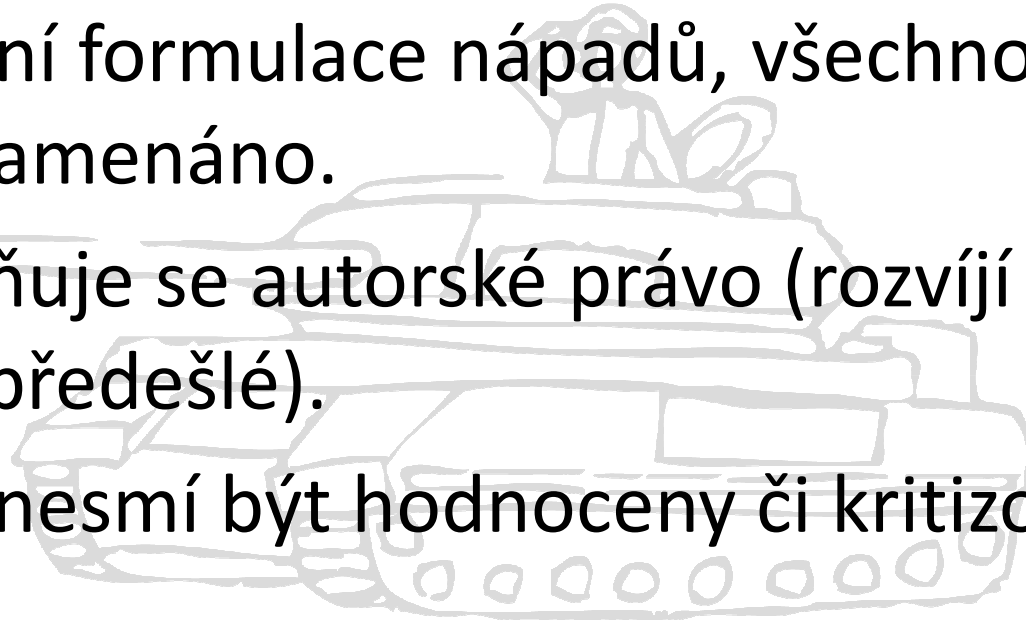 ní formulace nápadů, všechno
amenáno.
ňuje se autorské právo (rozvíjí
předešlé).
nesmí být hodnoceny či kritizo